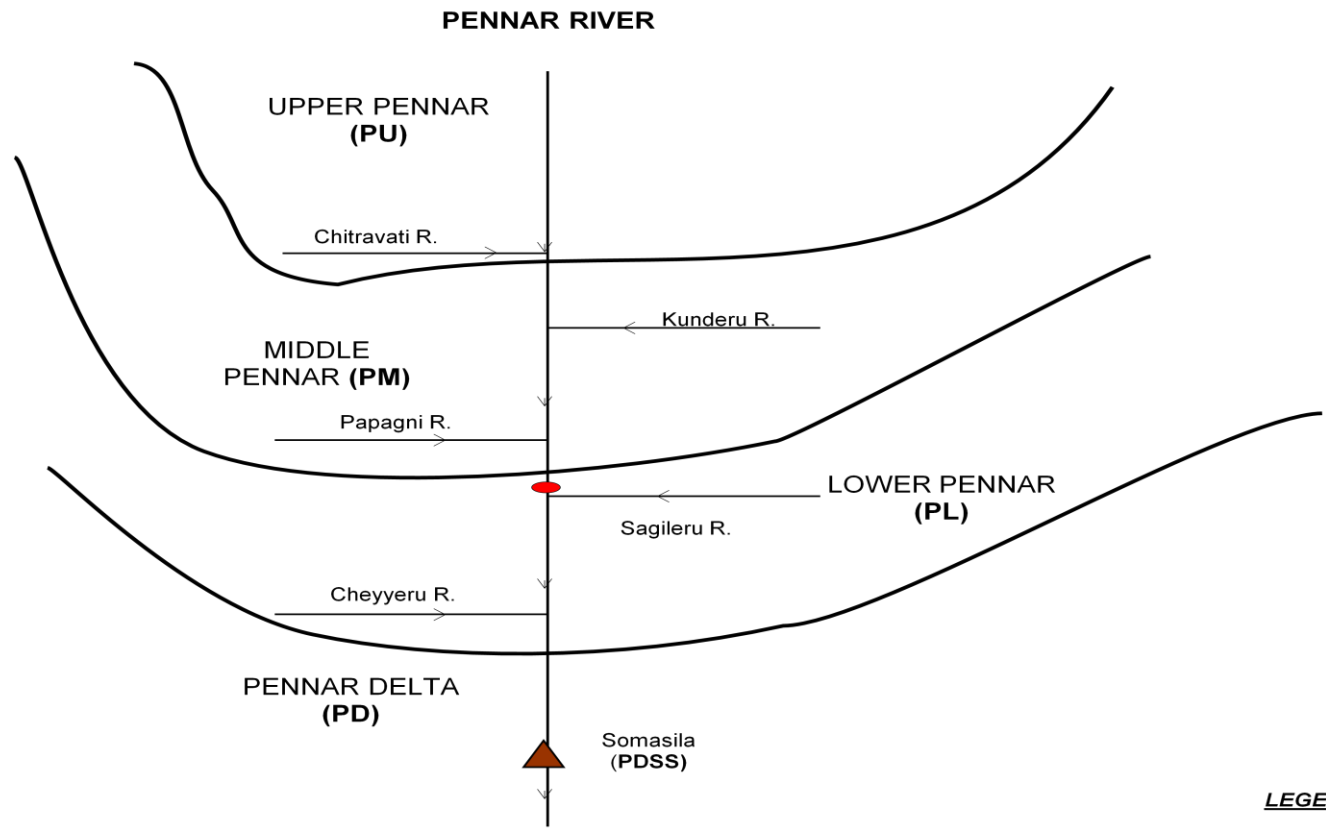 PENNAR RIVER
UPPER PENNAR
(PU)
Chitravati R.
Kunderu R.
MIDDLE
PENNAR (PM)
Papagni R.
LOWER PENNAR
(PL)
Sagileru R.
Cheyyeru R.
PENNAR DELTA
(PD)
Somasila
(PDSS)
LEGE